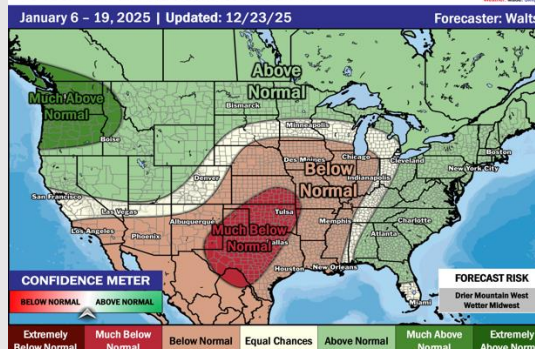 January 6 – 19, 2025 | Updated: 12/23/25
Forecaster: Walts
Above
Normal
Much Above
Normal
Bismarck
Minneapolis
Boise
Boston
Des Moines
Chicago
Cleveland
New York City
Below
Normal
Indianapolis
Denver
San Francisco
Las Vegas
Tulsa
Memphis
Charlotte
Los Angeles
Phoenix
Albuquerque
Much Below
Normal
Dallas
Atlanta
Houston
New Orleans
Miami
CONFIDENCE METER
BELOW NORMAL
ABOVE NORMAL
FORECAST RISK
Drier Mountain West
Wetter Midwest
Extremely
Below Normal
Much Below
Normal
Below Normal
Equal Chances
Above Normal
Much Above
Normal
Extremely
Above Norm